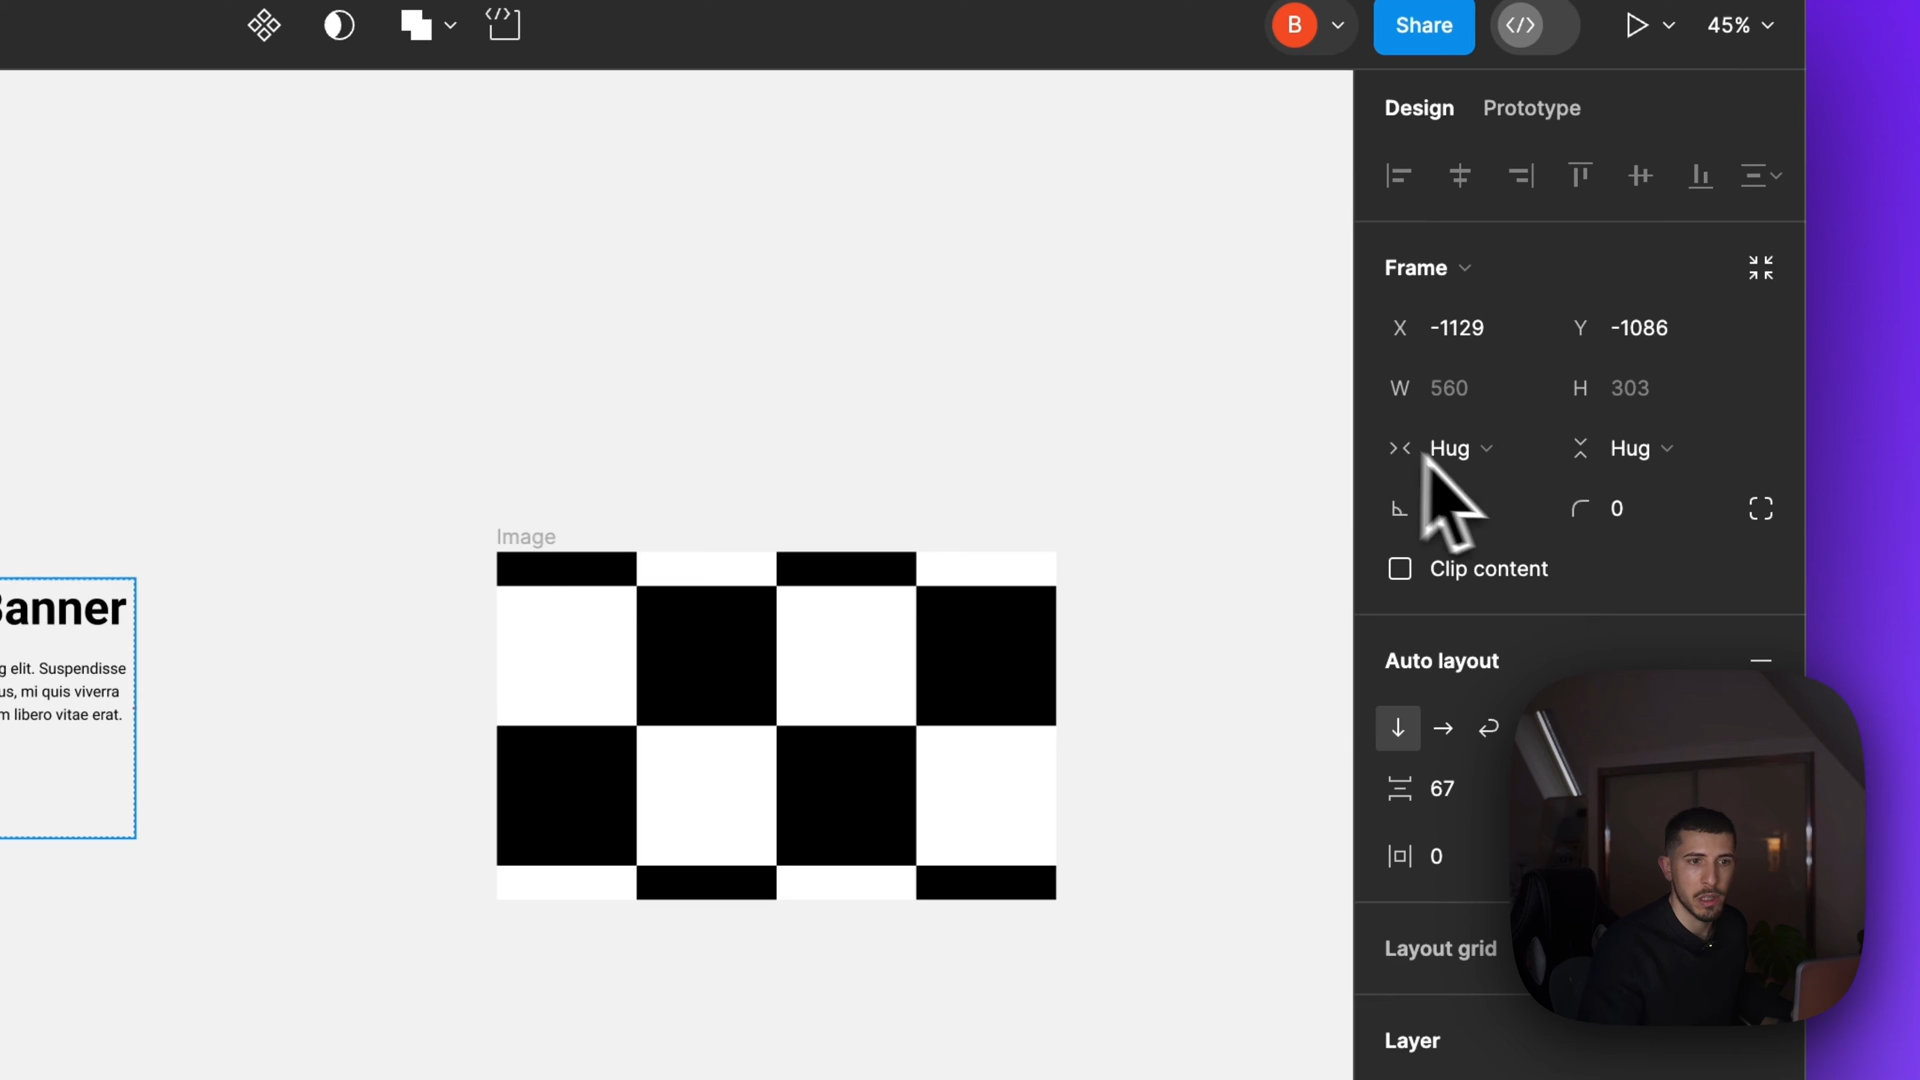 B
Share
</>
45%
Design Prototype
Frame
X -1129 Y -1086
W 560 H 303
Hug Hug
0
Clip content
Auto layout
67
0
Layout grid
Layer
Image
Banner
g elit. Suspendisse
us, mi quis viverra
m libero vitae erat.